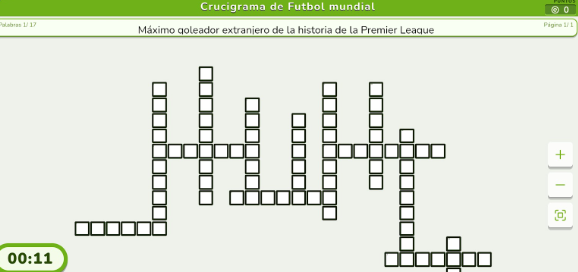 Crucigrama de Futbol mundial
PUNTOS
0
Palabras 1/ 17
Máximo goleador extranjero de la historia de la Premier League
Página 1/ 1
+
−
00:11